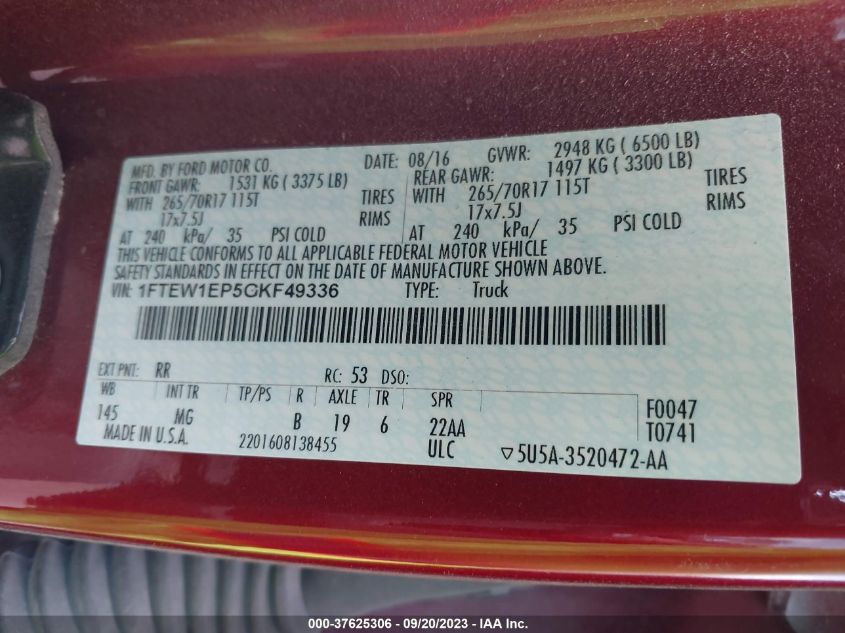 MFD. BY FORD MOTOR CO. DATE: 08/16 GVWR: 2948 KG ( 6500 LB)
FRONT GAWR: 1531 KG ( 3375 LB) REAR GAWR: 1497 KG ( 3300 LB)
WITH 265/70R17 115T TIRES WITH 265/70R17 115T TIRES
17x7.5J RIMS 17x7.5J RIMS
AT 240 kPa/ 35 PSI COLD AT 240 kPa/ 35 PSI COLD
THIS VEHICLE CONFORMS TO ALL APPLICABLE FEDERAL MOTOR VEHICLE
SAFETY STANDARDS IN EFFECT ON THE DATE OF MANUFACTURE SHOWN ABOVE.
VIN: 1FTEW1EP5GKF49336 TYPE: Truck
EXT PNT: RR RC: 53 DSO:
WB INT TR TP/PS R AXLE TR SPR
145 MG B 19 6 22AA F0047
MADE IN U.S.A. 2201608138455 ULC T0741
▽5U5A-3520472-AA
000-37625306 - 09/20/2023 - IAA Inc.